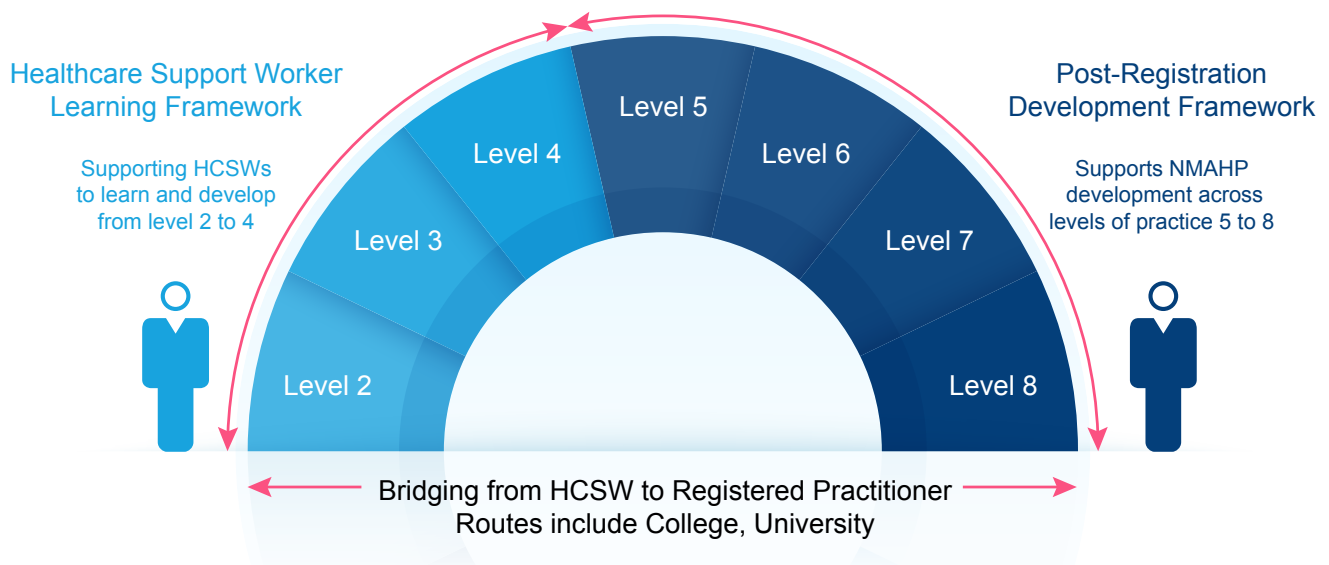 Healthcare Support Worker
Learning Framework
Supporting HCSWs
to learn and develop
from level 2 to 4
Level 2
Level 3
Level 4
Level 5
Level 6
Level 7
Level 8
Post-Registration
Development Framework
Supports NMAHP
development across
levels of practice 5 to 8
Bridging from HCSW to Registered Practitioner
Routes include College, University